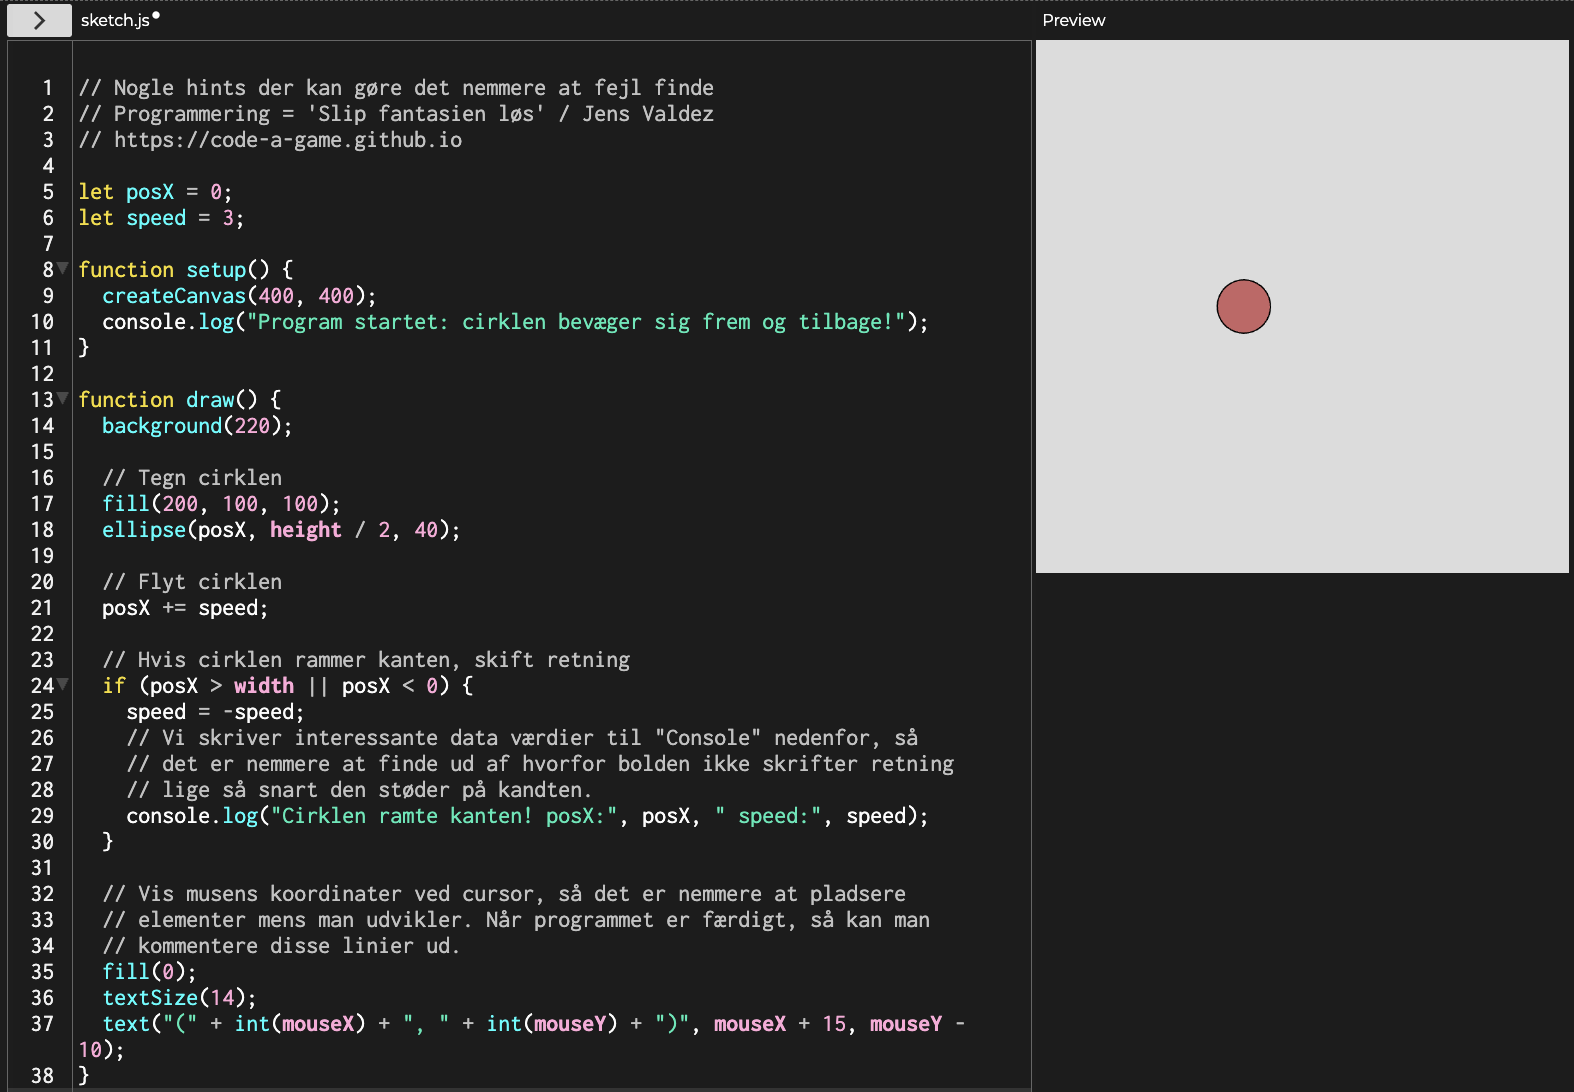 sketch.js
Preview
1 // Nogle hints der kan gøre det nemmere at fejl finde
2 // Programmering = 'Slip fantasien løs' / Jens Valdez
3 // https://code-a-game.github.io
4
5 let posX = 0;
6 let speed = 3;
7
8 function setup() {
9 createCanvas(400, 400);
10 console.log("Program startet: cirklen bevæger sig frem og tilbage!");
11 }
12
13 function draw() {
14 background(220);
15
16 // Tegn cirklen
17 fill(200, 100, 100);
18 ellipse(posX, height / 2, 40);
19
20 // Flyt cirklen
21 posX += speed;
22
23 // Hvis cirklen rammer kanten, skift retning
24 if (posX > width || posX < 0) {
25 speed = -speed;
26 // Vi skriver interessante data værdier til "Console" nedenfor, så
27 // det er nemmere at finde ud af hvorfor bolden ikke skrifter retning
28 // lige så snart den støder på kandten.
29 console.log("Cirklen ramte kanten! posX:", posX, " speed:", speed);
30 }
31
32 // Vis musens koordinater ved cursor, så det er nemmere at pladsere
33 // elementer mens man udvikler. Når programmet er færdigt, så kan man
34 // kommentere disse linier ud.
35 fill(0);
36 textSize(14);
37 text("(" + int(mouseX) + ", " + int(mouseY) + ")", mouseX + 15, mouseY -
10);
38 }